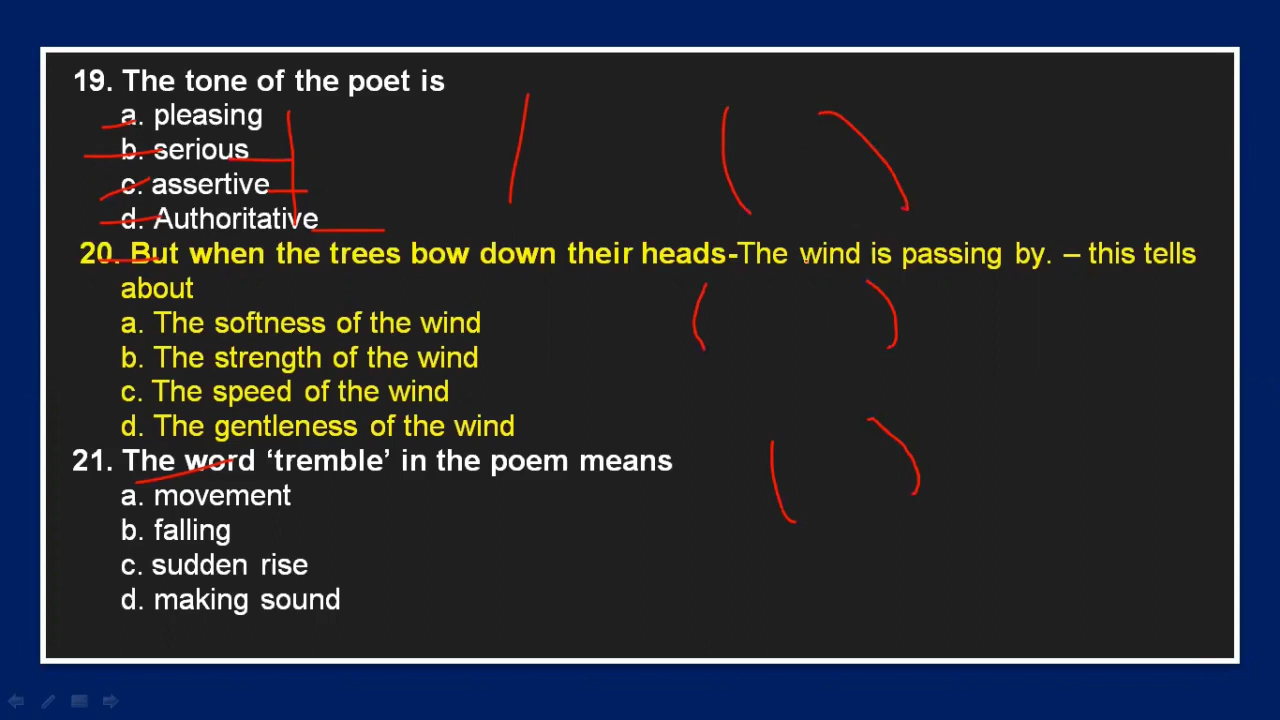 19. The tone of the poet is
a. pleasing
b. serious
c. assertive
d. Authoritative
20. But when the trees bow down their heads-The wind is passing by. – this tells
about
a. The softness of the wind
b. The strength of the wind
c. The speed of the wind
d. The gentleness of the wind
21. The word ‘tremble’ in the poem means
a. movement
b. falling
c. sudden rise
d. making sound